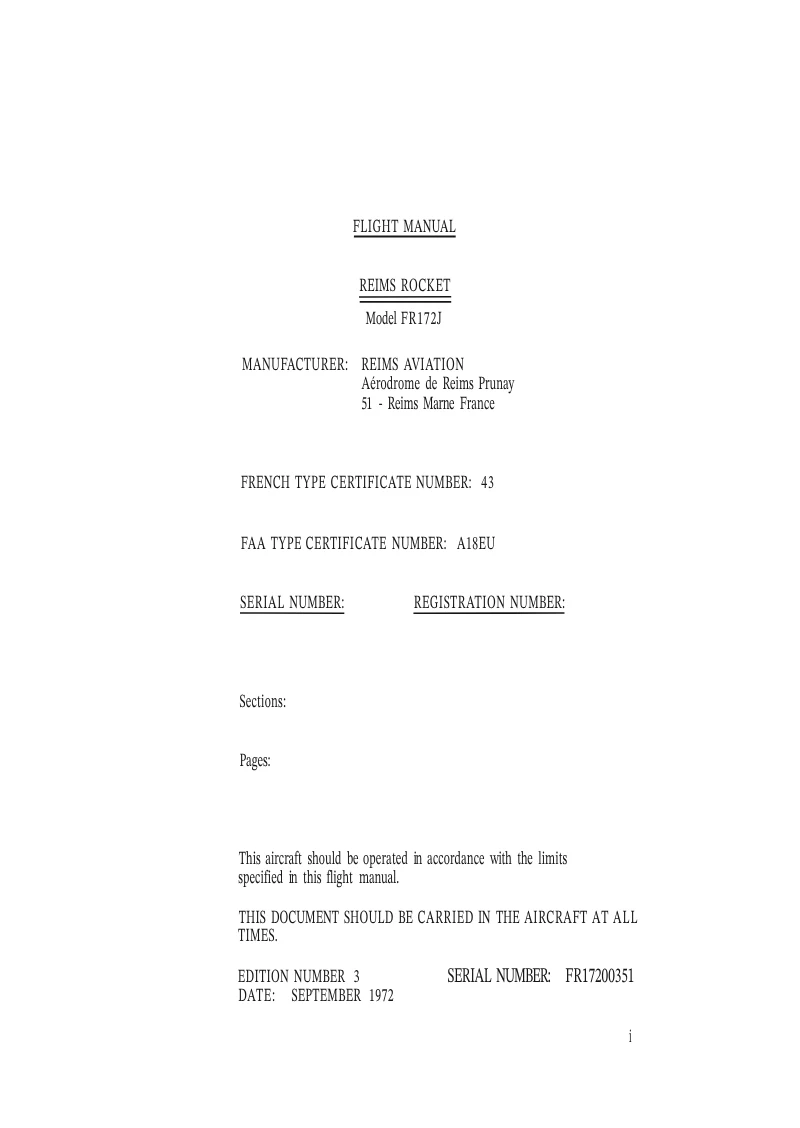 FLIGHT MANUAL
REIMS ROCKET
Model FR172J
MANUFACTURER: REIMS AVIATION
Aérodrome de Reims Prunay
51 - Reims Marne France
FRENCH TYPE CERTIFICATE NUMBER: 43
FAA TYPE CERTIFICATE NUMBER: A18EU
SERIAL NUMBER: REGISTRATION NUMBER:
Sections:
Pages:
This aircraft should be operated in accordance with the limits
specified in this flight manual.
THIS DOCUMENT SHOULD BE CARRIED IN THE AIRCRAFT AT ALL
TIMES.
EDITION NUMBER 3 SERIAL NUMBER: FR17200351
DATE: SEPTEMBER 1972
i